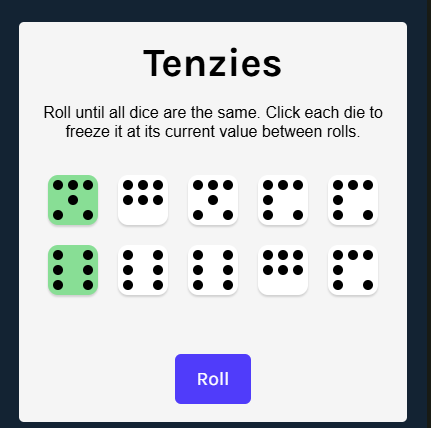 Tenzies
Roll until all dice are the same. Click each die to
freeze it at its current value between rolls.
Roll